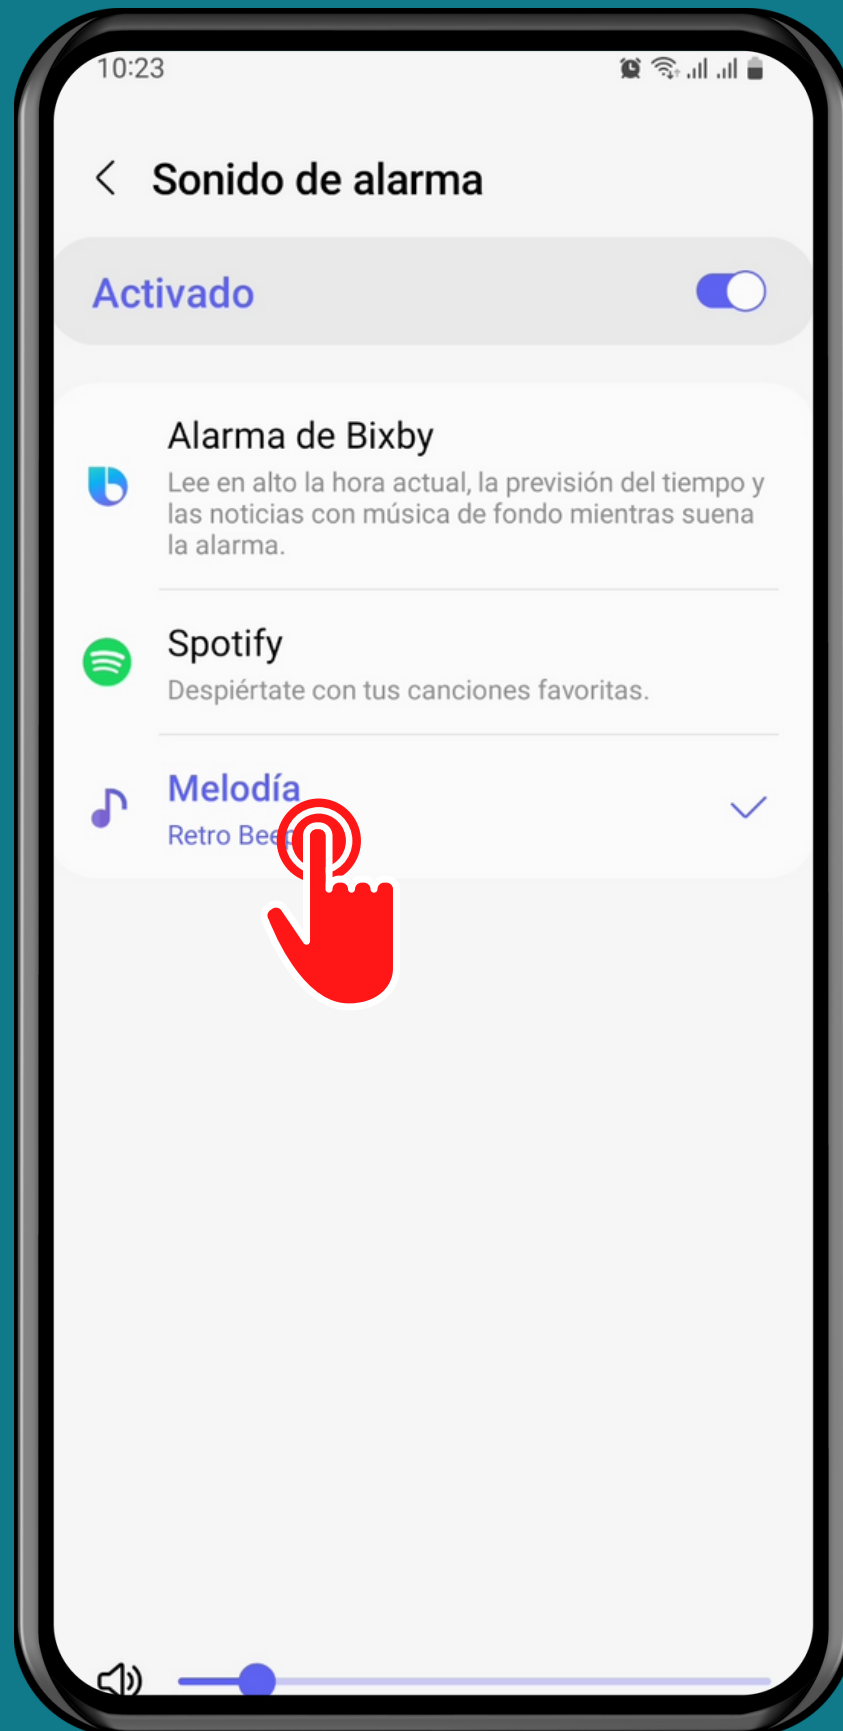 10:23
Sonido de alarma
Activado
Alarma de Bixby
Lee en alto la hora actual, la previsión del tiempo y
las noticias con música de fondo mientras suena
la alarma.
Spotify
Despiértate con tus canciones favoritas.
Melodía
Retro Beep